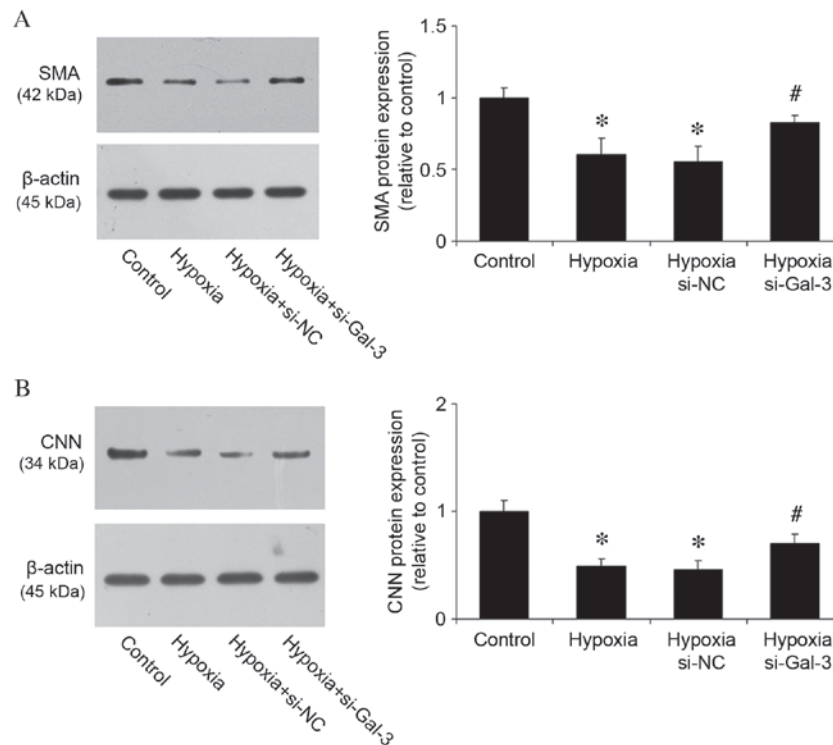 A
SMA
(42 kDa)
β-actin
(45 kDa)
Control
Hypoxia
Hypoxia+si-NC
Hypoxia+si-Gal-3
SMA protein expression
(relative to control)
1.5
1
0.5
0
*
*
#
Control
Hypoxia
Hypoxia
si-NC
Hypoxia
si-Gal-3
B
CNN
(34 kDa)
β-actin
(45 kDa)
Control
Hypoxia
Hypoxia+si-NC
Hypoxia+si-Gal-3
CNN protein expression
(relative to control)
2
1
0
*
*
#
Control
Hypoxia
Hypoxia
si-NC
Hypoxia
si-Gal-3